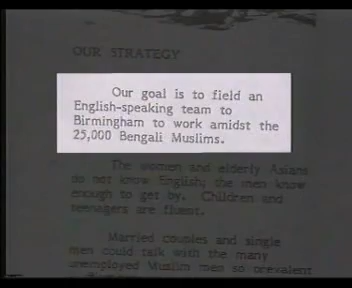 OUR STRATEGY
Our goal is to field an
English-speaking team to
Birmingham to work amidst the
25,000 Bengali Muslims.
The women and elderly Asians
do not know English; the men know
enough to get by. Children and
teenagers are fluent.
Married couples and single
men could talk with the many
unemployed Muslim men so prevalent